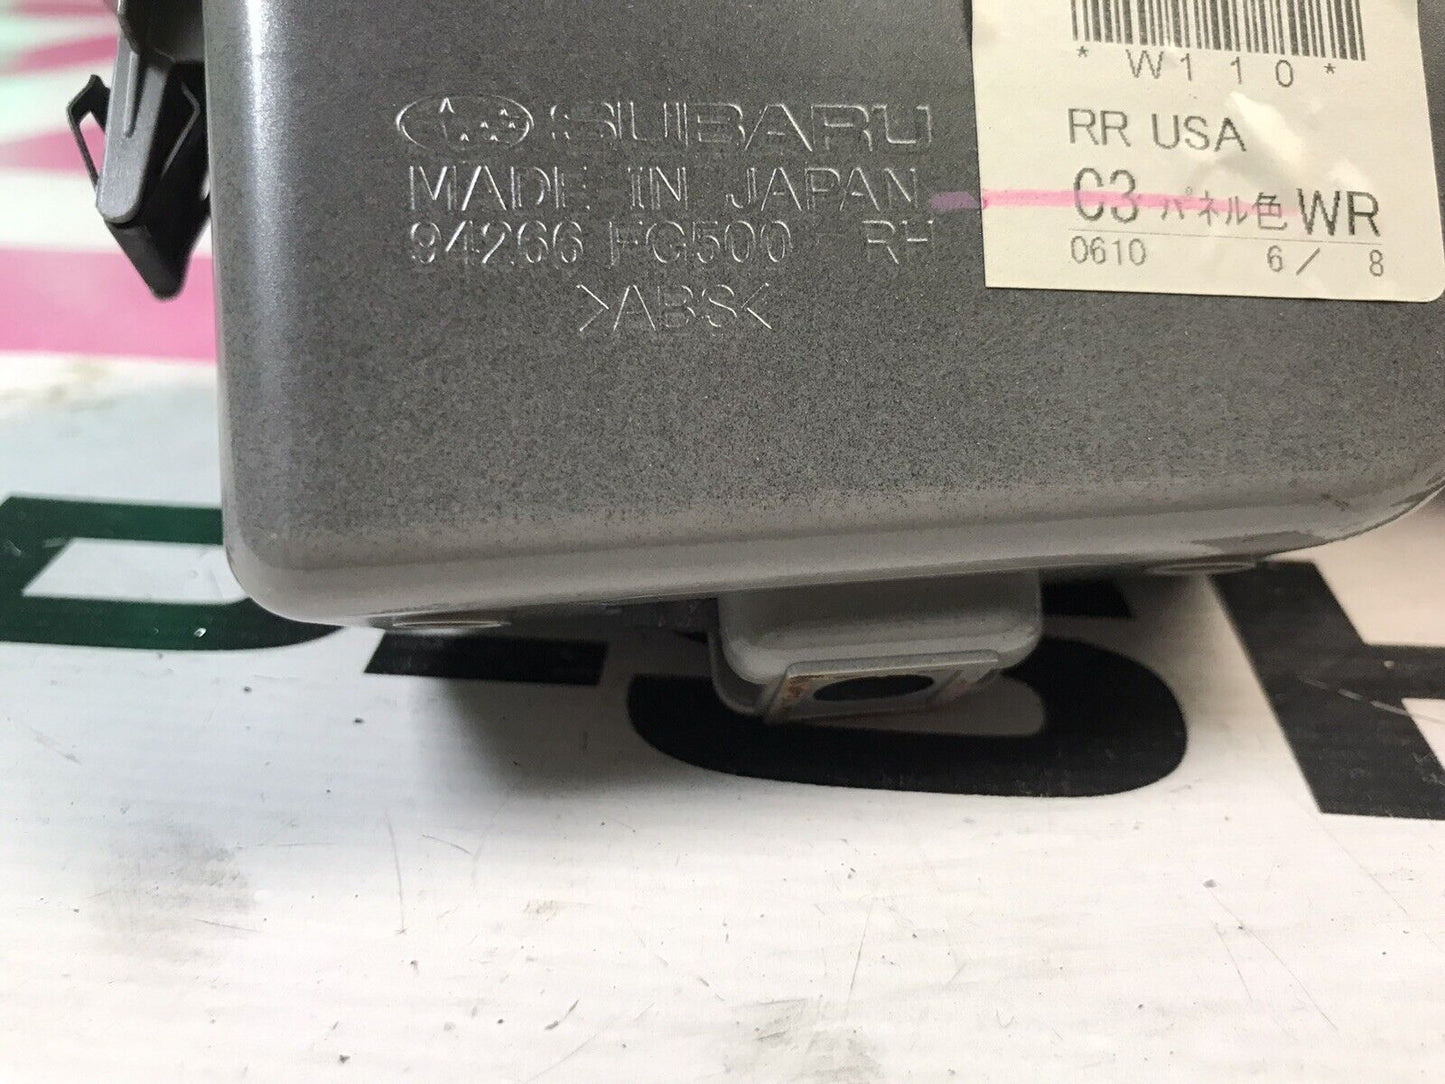 SUBARU
MADE IN JAPAN
94266 FG500 RH
>ABS<
*W110*
RR USA
C3 パネル色 WR
0610 6/8